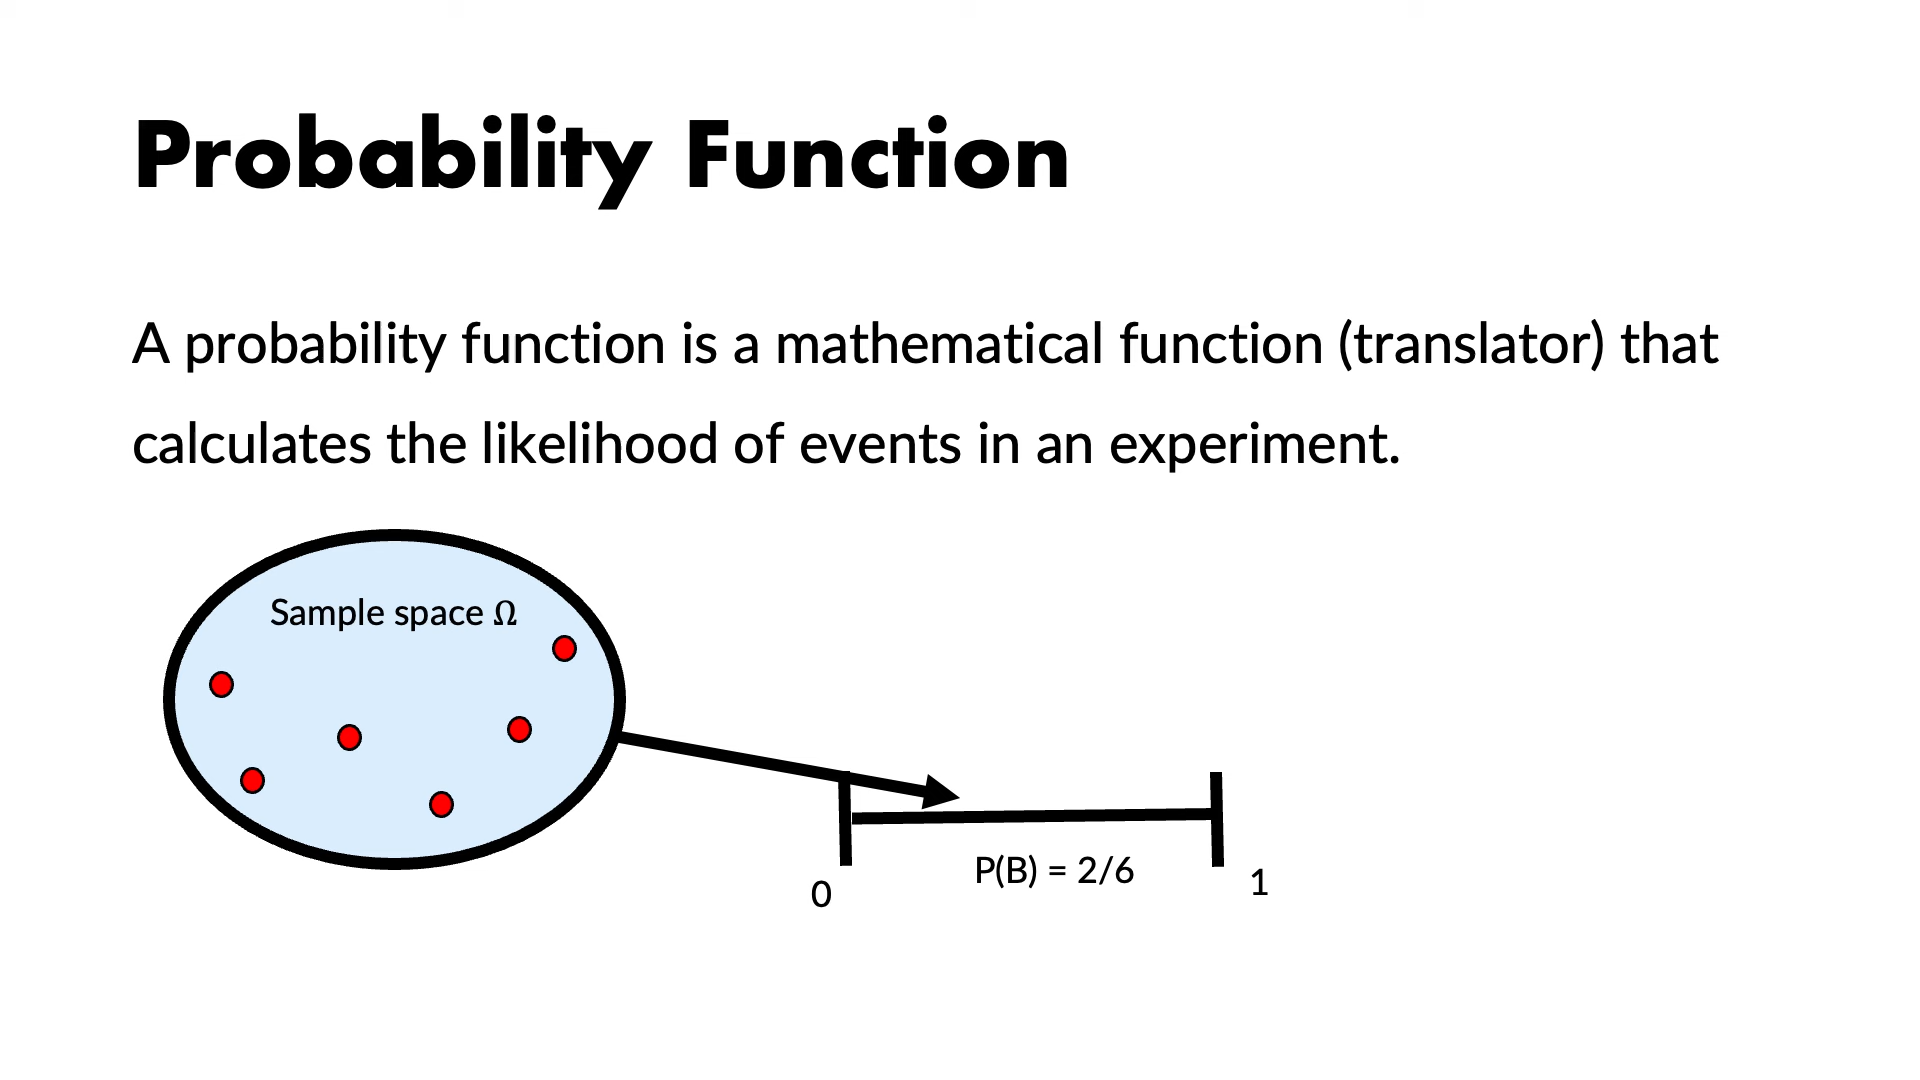 Probability Function
A probability function is a mathematical function (translator) that
calculates the likelihood of events in an experiment.
Sample space Ω
P(B) = 2/6
0
1